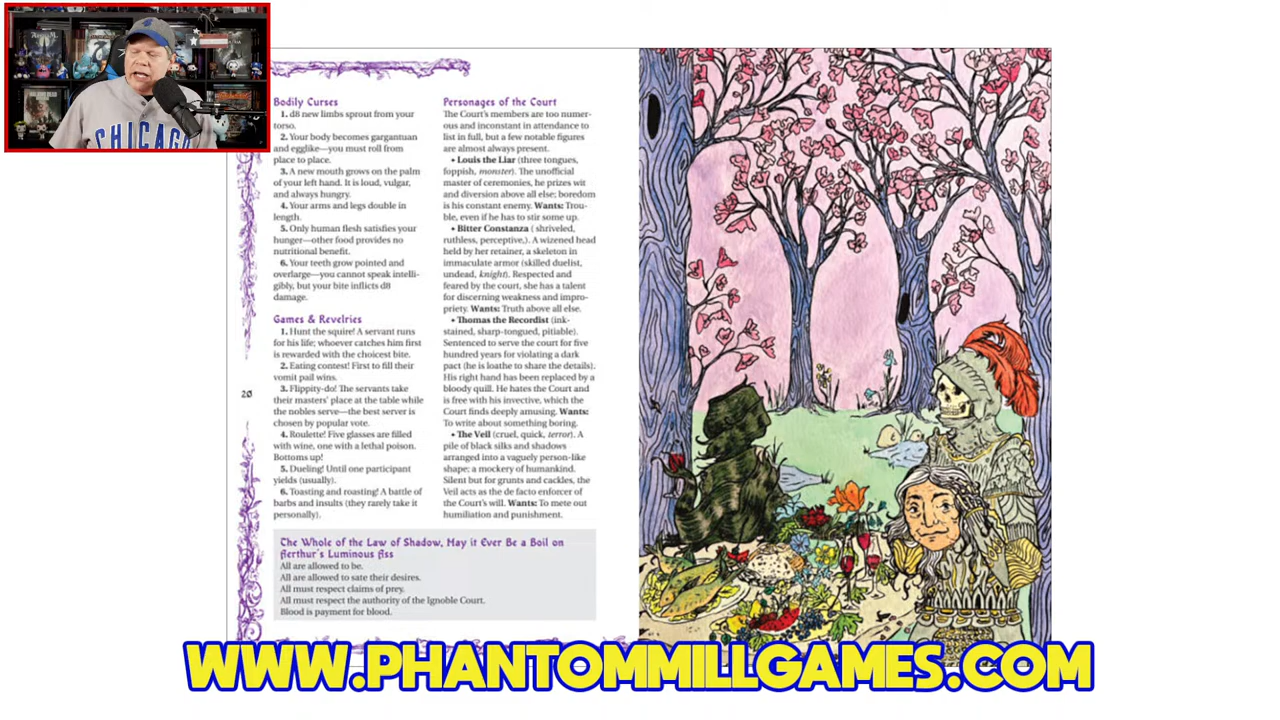 CHICAGO
Bodily Curses
1. d8 new limbs sprout from your
torso.
2. Your body becomes gargantuan
and egglike—you must roll from
place to place.
3. A new mouth grows on the palm
of your left hand. It is loud, vulgar,
and always hungry.
4. Your arms and legs double in
length.
5. Only human flesh satisfies your
hunger—other food provides no
nutritional benefit.
6. Your teeth grow pointed and
overlarge—you cannot speak intelli-
gibly, but your bite inflicts d8
damage.
Games & Revelries
1. Hunt the squire! A servant runs
for his life; whoever catches him first
is rewarded with the choicest bite.
2. Eating contest! First to fill their
vomit pail wins.
3. Flippity-do! The servants take
their masters' place at the table while
the nobles serve—the best server is
chosen by popular vote.
4. Roulette! Five glasses are filled
with wine, one with a lethal poison.
Bottoms up!
5. Dueling! Until one participant
yields (usually).
6. Toasting and roasting! A battle of
barbs and insults (they rarely take it
personally).
20
Personages of the Court
The Court's members are too numer-
ous and inconstant in attendance to
list in full, but a few notable figures
are almost always present.
• Louis the Liar (three tongues,
foppish, monster). The unofficial
master of ceremonies, he prizes wit
and diversion above all else; boredom
is his constant enemy. Wants: Trou-
ble, even if he has to stir some up.
• Bitter Constanza ( shriveled,
ruthless, perceptive,). A wizened head
held by her retainer, a skeleton in
immaculate armor (skilled duelist,
undead, knight). Respected and
feared by the court, she has a talent
for discerning weakness and impro-
priety. Wants: Truth above all else.
• Thomas the Recordist (ink-
stained, sharp-tongued, pitiable).
Sentenced to serve the court for five
hundred years for violating a dark
pact (he is loathe to share the details).
His right hand has been replaced by a
bloody quill. He hates the Court and
is free with his invective, which the
Court finds deeply amusing. Wants:
To write about something boring.
• The Veil (cruel, quick, terror). A
pile of black silks and shadows
arranged into a vaguely person-like
shape; a mockery of humankind.
Silent but for grunts and cackles, the
Veil acts as the de facto enforcer of
the Court's will. Wants: To mete out
humiliation and punishment.
The Whole of the Law of Shadow, May it Ever Be a Boil on
Aerthur's Luminous Ass
All are allowed to be.
All are allowed to sate their desires.
All must respect claims of prey.
All must respect the authority of the Ignoble Court.
Blood is payment for blood.
WWW.PHANTOMMILLGAMES.COM